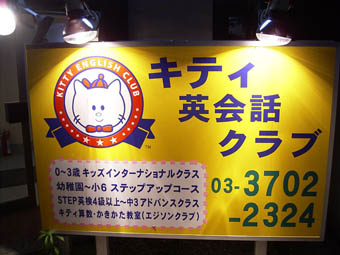 KITTY ENGLISH CLUB
TM
キティ
英会話
クラブ
0〜3歳 キッズインターナショナルクラス
幼稚園〜小6 ステップアップコース
STEP英検4級以上〜中3アドバンスクラス
キティ算数・かきかた教室(エジソンクラブ)
03-3702
-2324